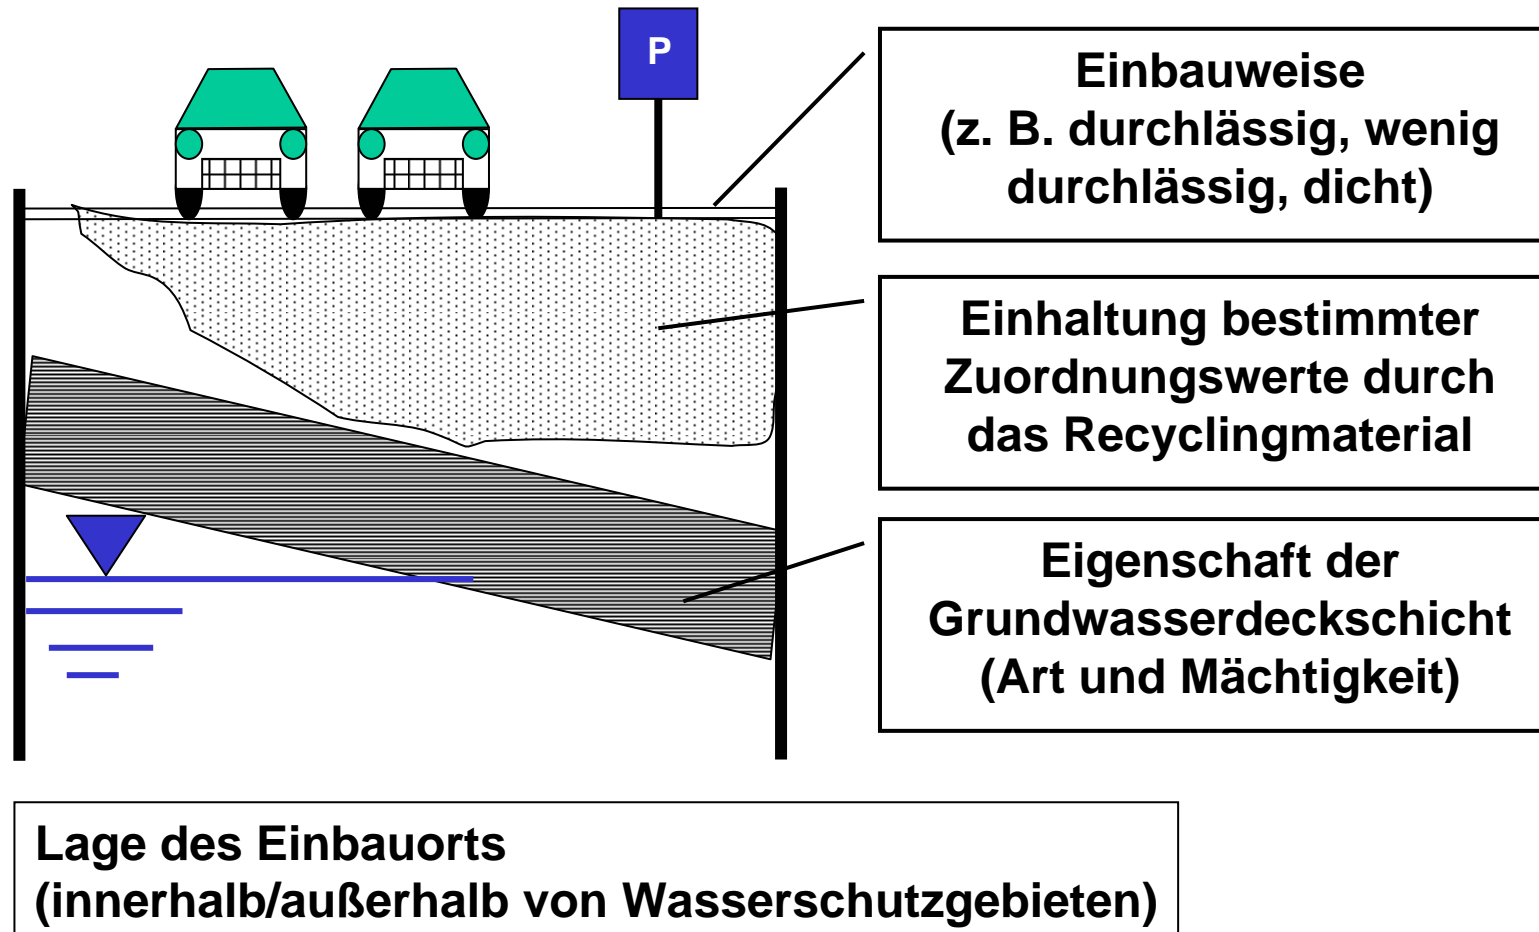 P
Einbauweise
(z. B. durchlässig, wenig
durchlässig, dicht)
Einhaltung bestimmter
Zuordnungswerte durch
das Recyclingmaterial
Eigenschaft der
Grundwasserdeckschicht
(Art und Mächtigkeit)
Lage des Einbauorts
(innerhalb/außerhalb von Wasserschutzgebieten)